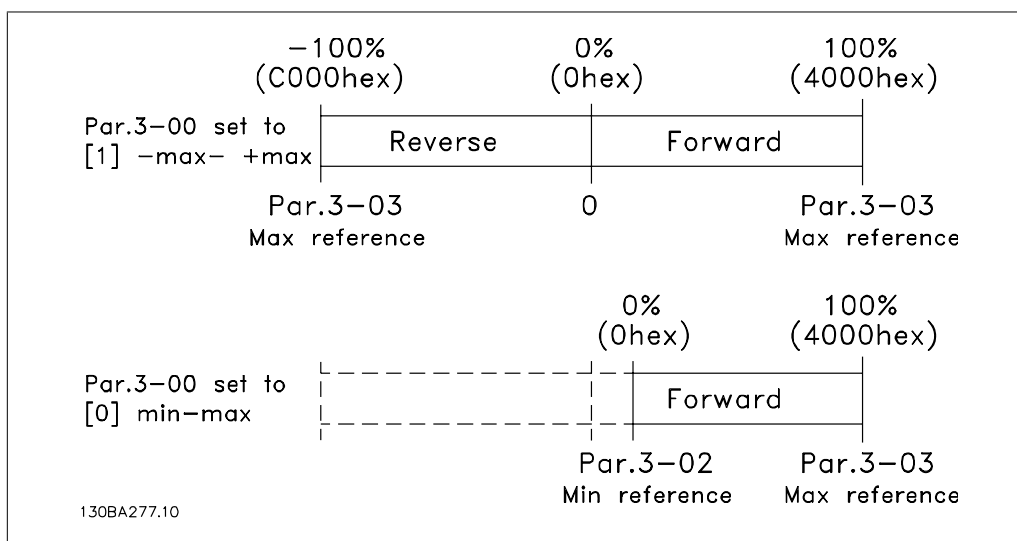 -100%
(C000hex)
0%
(0hex)
100%
(4000hex)
Par.3-00 set to
[1] -max- +max
Reverse
Forward
Par.3-03
Max reference
0
Par.3-03
Max reference
0%
(0hex)
100%
(4000hex)
Par.3-00 set to
[0] min-max
Forward
Par.3-02
Min reference
Par.3-03
Max reference
130BA277.10